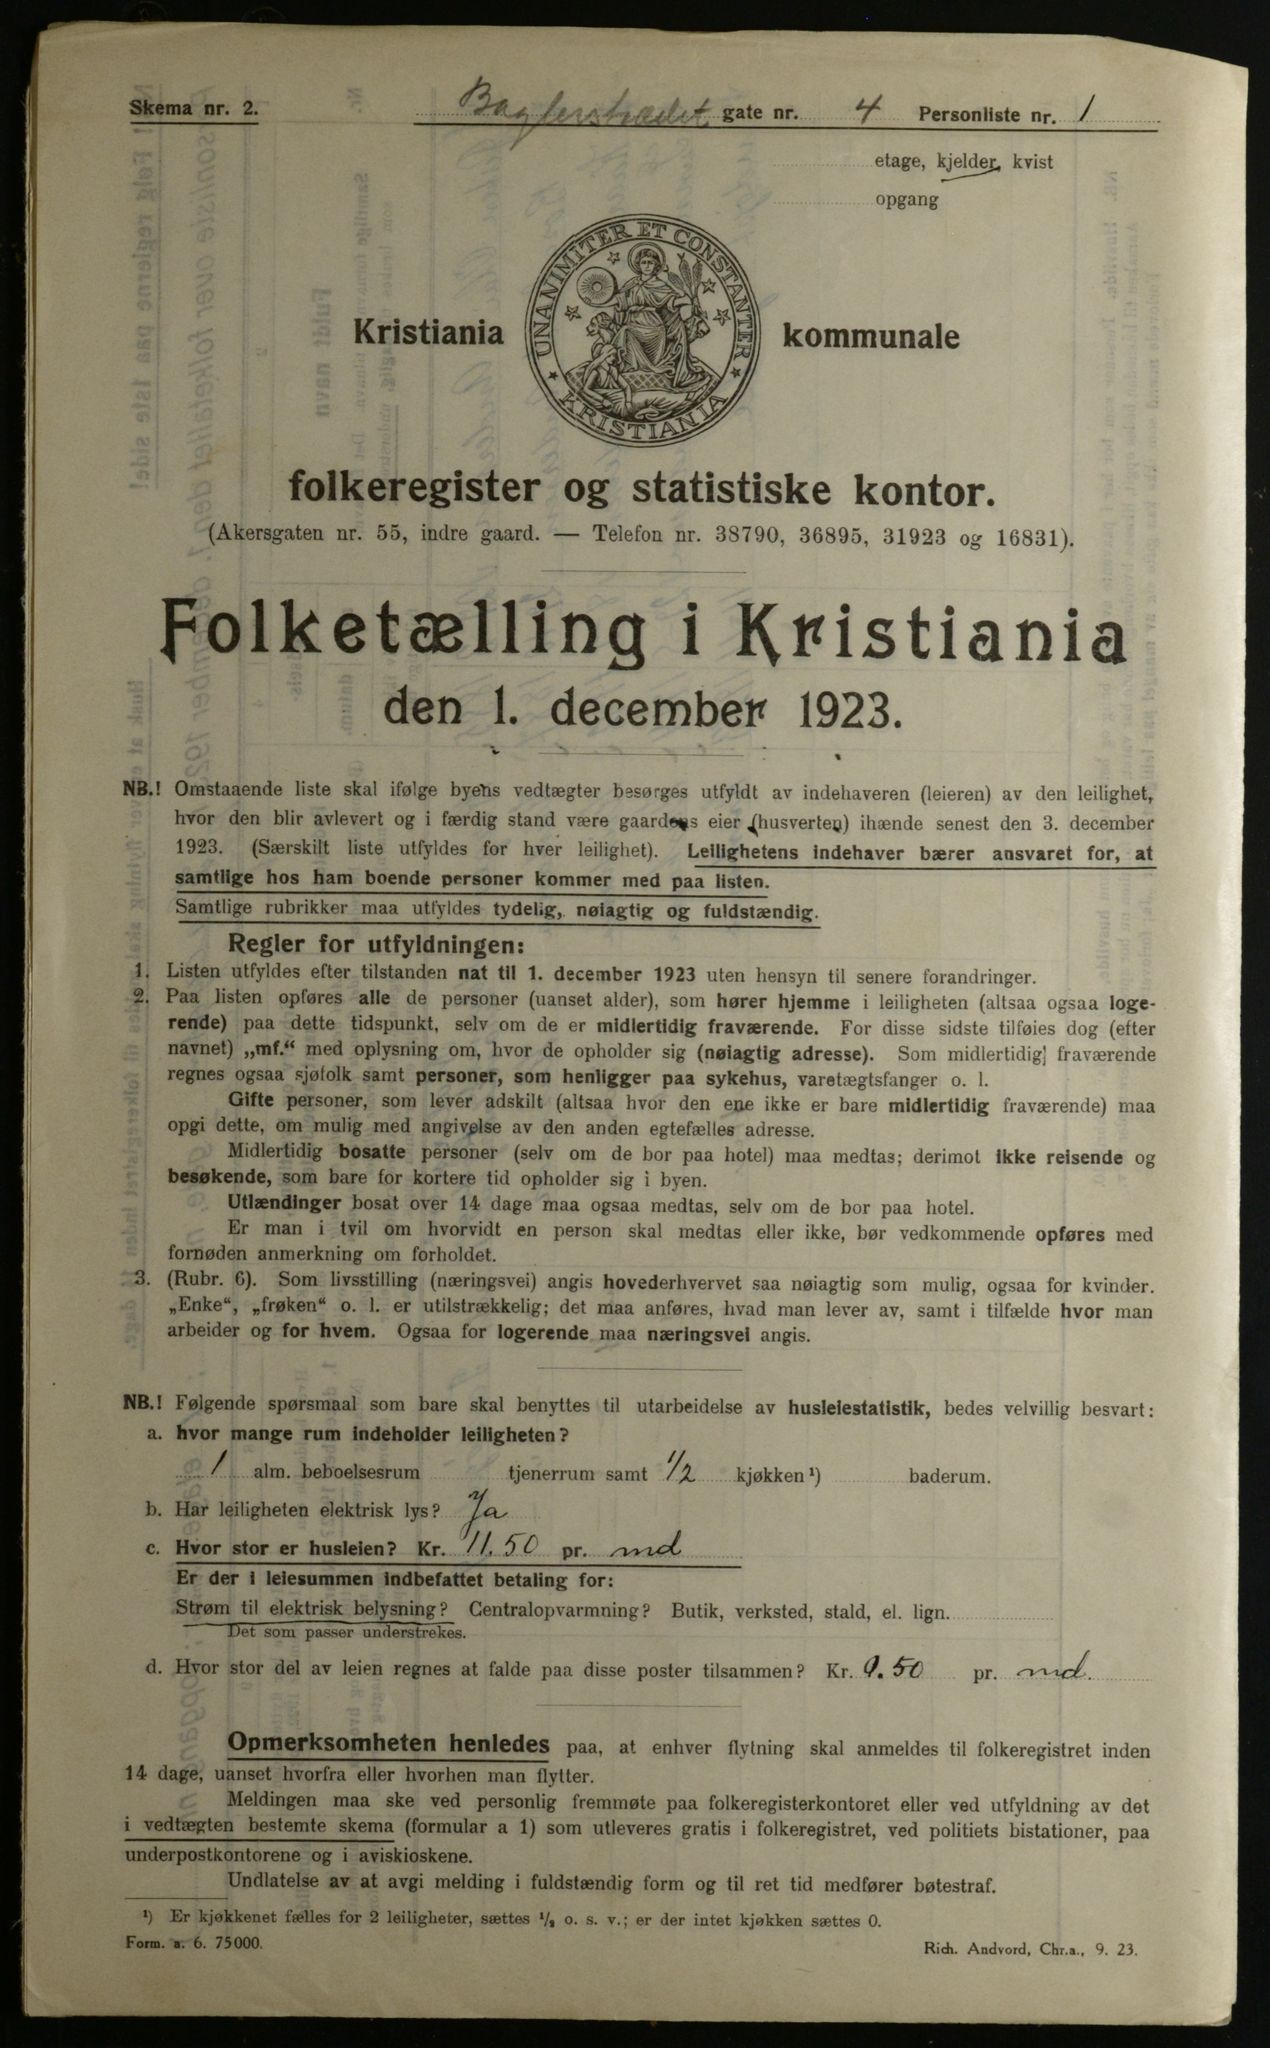 Skema nr. 2.
Baglerstrædet gate nr. 4 Personliste nr. 1
etage, kjelder, kvist
opgang
Kristiania kommunale
UNANIMITER ET CONSTANTER
KRISTIANIA
folkeregister og statistiske kontor.
(Akersgaten nr. 55, indre gaard. — Telefon nr. 38790, 36895, 31923 og 16831).
Folketælling i Kristiania
den 1. december 1923.
NB.! Omstaaende liste skal ifølge byens vedtægter besørges utfyldt av indehaveren (leieren) av den leilighet,
hvor den blir avlevert og i færdig stand være gaardens eier (husverten) ihænde senest den 3. december
1923. (Særskilt liste utfyldes for hver leilighet). Leilighetens indehaver bærer ansvaret for, at
samtlige hos ham boende personer kommer med paa listen.
Samtlige rubrikker maa utfyldes tydelig, nøiagtig og fuldstændig.
Regler for utfyldningen:
1. Listen utfyldes efter tilstanden nat til 1. december 1923 uten hensyn til senere forandringer.
2. Paa listen opføres alle de personer (uanset alder), som hører hjemme i leiligheten (altsaa ogsaa loge-
rende) paa dette tidspunkt, selv om de er midlertidig fraværende. For disse sidste tilføies dog (efter
navnet) „mf.“ med oplysning om, hvor de opholder sig (nøiagtig adresse). Som midlertidig fraværende
regnes ogsaa sjøfolk samt personer, som henligger paa sykehus, varetægtsfanger o. l.
Gifte personer, som lever adskilt (altsaa hvor den ene ikke er bare midlertidig fraværende) maa
opgi dette, om mulig med angivelse av den anden egtefælles adresse.
Midlertidig bosatte personer (selv om de bor paa hotel) maa medtas; derimot ikke reisende og
besøkende, som bare for kortere tid opholder sig i byen.
Utlændinger bosat over 14 dage maa ogsaa medtas, selv om de bor paa hotel.
Er man i tvil om hvorvidt en person skal medtas eller ikke, bør vedkommende opføres med
fornøden anmerkning om forholdet.
3. (Rubr. 6). Som livsstilling (næringsvei) angis hovederhvervet saa nøiagtig som mulig, ogsaa for kvinder.
„Enke“, „frøken“ o. l. er utilstrækkelig; det maa anføres, hvad man lever av, samt i tilfælde hvor man
arbeider og for hvem. Ogsaa for logerende maa næringsvei angis.
NB.! Følgende spørsmaal som bare skal benyttes til utarbeidelse av husleiestatistik, bedes velvillig besvart:
a. hvor mange rum indeholder leiligheten?
1 alm. beboelsesrum tjenerrum samt 1/2 kjøkken ¹) baderum.
b. Har leiligheten elektrisk lys? Ja
c. Hvor stor er husleien? Kr. 11.50 pr. md
Er der i leiesummen indbefattet betaling for:
Strøm til elektrisk belysning? Centralopvarmning? Butik, verksted, stald, el. lign.
Det som passer understrekes.
d. Hvor stor del av leien regnes at falde paa disse poster tilsammen? Kr. 0.50 pr. md.
Opmerksomheten henledes paa, at enhver flytning skal anmeldes til folkeregistret inden
14 dage, uanset hvorfra eller hvorhen man flytter.
Meldingen maa ske ved personlig fremmøte paa folkeregisterkontoret eller ved utfyldning av det
i vedtægten bestemte skema (formular a 1) som utleveres gratis i folkeregistret, ved politiets bistationer, paa
underpostkontorene og i aviskioskene.
Undlatelse av at avgi melding i fuldstændig form og til ret tid medfører bøtestraf.
¹) Er kjøkkenet fælles for 2 leiligheter, sættes ½ o. s. v.; er der intet kjøkken sættes 0.
Form. a. 6. 75000.
Rich. Andvord, Chr.a., 9. 23.